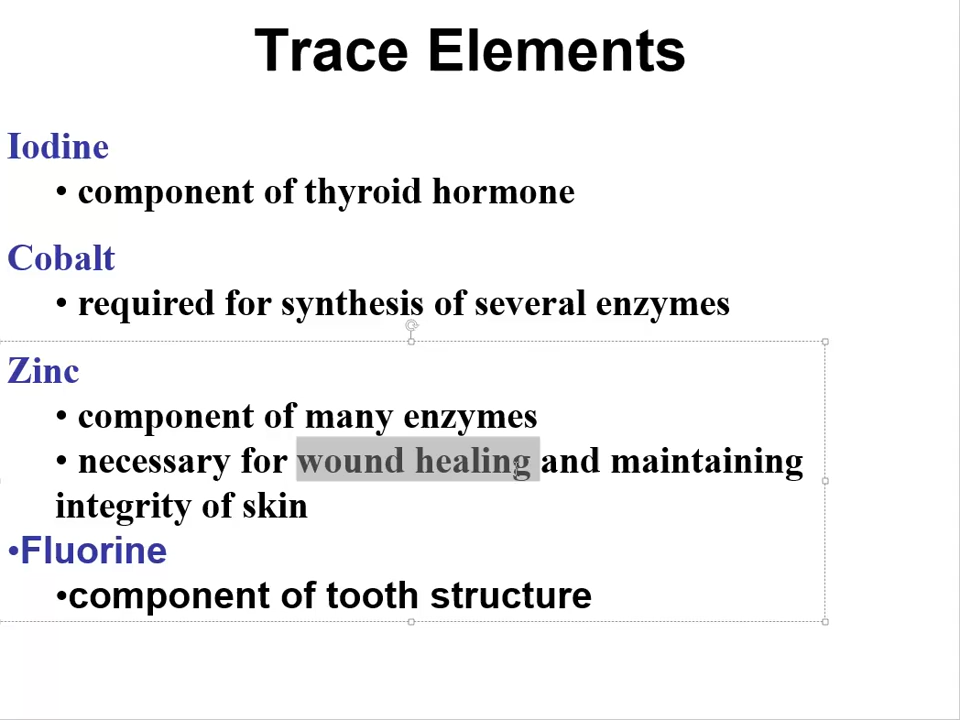 Trace Elements
Iodine
• component of thyroid hormone
Cobalt
• required for synthesis of several enzymes
Zinc
• component of many enzymes
• necessary for wound healing and maintaining
integrity of skin
•Fluorine
•component of tooth structure